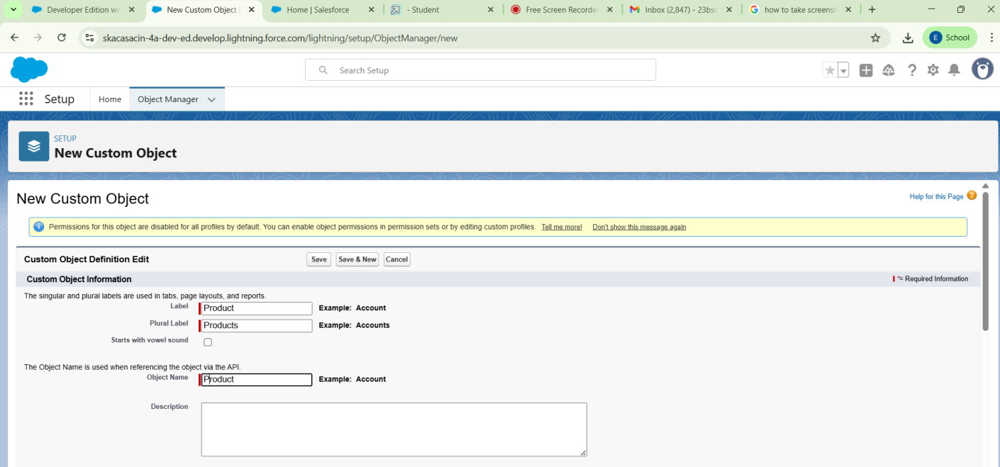 Developer Edition wit
New Custom Object |
Home | Salesforce
- Student
Free Screen Recorder
Inbox (2,847) - 23bsc
how to take screensh
skacasacin-4a-dev-ed.develop.lightning.force.com/lightning/setup/ObjectManager/new
E School
Search Setup
Setup Home Object Manager
SETUP
New Custom Object
New Custom Object
Help for this Page ?
Permissions for this object are disabled for all profiles by default. You can enable object permissions in permission sets or by editing custom profiles. Tell me more! Don't show this message again
Custom Object Definition Edit Save Save & New Cancel
Custom Object Information = Required Information
The singular and plural labels are used in tabs, page layouts, and reports.
Label Product Example: Account
Plural Label Products Example: Accounts
Starts with vowel sound
The Object Name is used when referencing the object via the API.
Object Name Product Example: Account
Description